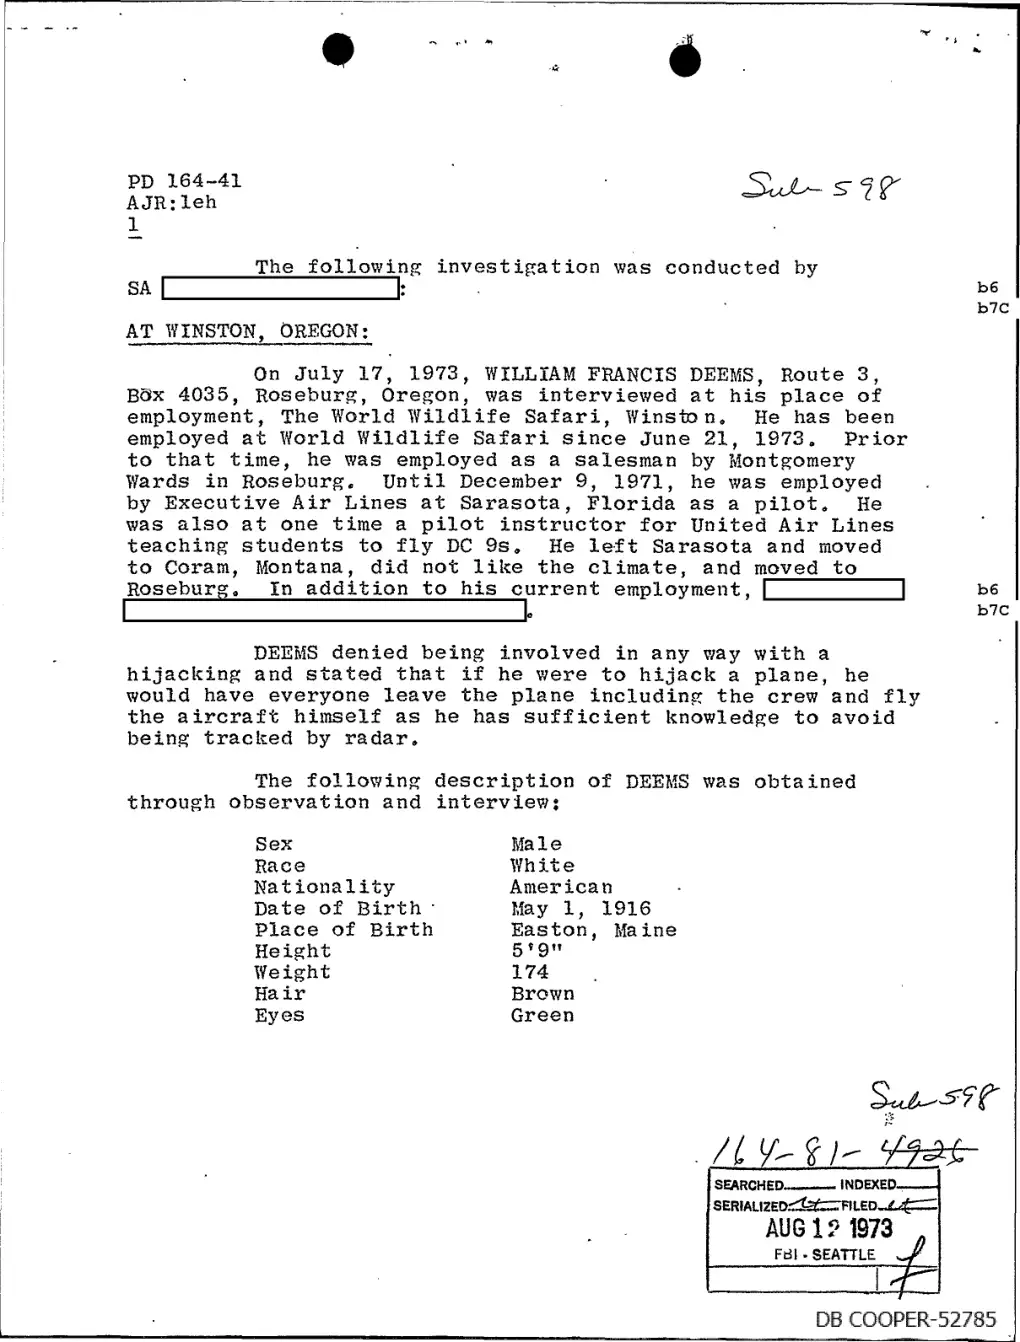 PD 164-41
AJR:leh
1
Sub 598
The following investigation was conducted by
SA :
b6
b7C
AT WINSTON, OREGON:
On July 17, 1973, WILLIAM FRANCIS DEEMS, Route 3,
Box 4035, Roseburg, Oregon, was interviewed at his place of
employment, The World Wildlife Safari, Winston. He has been
employed at World Wildlife Safari since June 21, 1973. Prior
to that time, he was employed as a salesman by Montgomery
Wards in Roseburg. Until December 9, 1971, he was employed
by Executive Air Lines at Sarasota, Florida as a pilot. He
was also at one time a pilot instructor for United Air Lines
teaching students to fly DC 9s. He left Sarasota and moved
to Coram, Montana, did not like the climate, and moved to
Roseburg. In addition to his current employment,
.
b6
b7C
DEEMS denied being involved in any way with a
hijacking and stated that if he were to hijack a plane, he
would have everyone leave the plane including the crew and fly
the aircraft himself as he has sufficient knowledge to avoid
being tracked by radar.
The following description of DEEMS was obtained
through observation and interview:
Sex Male
Race White
Nationality American
Date of Birth May 1, 1916
Place of Birth Easton, Maine
Height 5'9"
Weight 174
Hair Brown
Eyes Green
Sub 598
164-81-4926
SEARCHED INDEXED
SERIALIZED FILED
AUG 1? 1973
FBI - SEATTLE
DB COOPER-52785